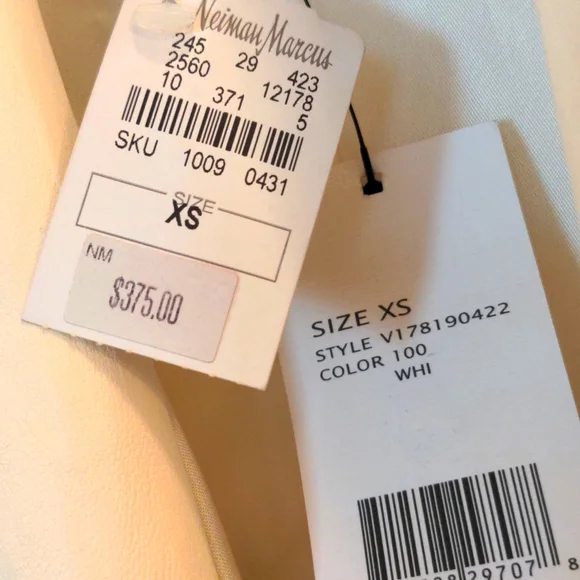 Neiman Marcus
245 29 423
2560
10 371 12178
5
SKU 1009 0431
SIZE
XS
NM
$375.00
SIZE XS
STYLE V178190422
COLOR 100
WHI
29707 8